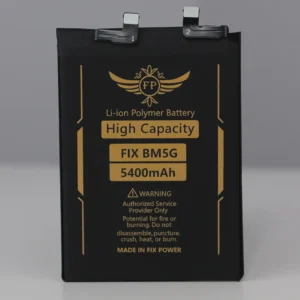 FP
Li-ion Polymer Battery
High Capacity
FIX BM5G
5400mAh
⚠ WARNING
Authorized Service
Provider Only
Potential for fire or
burning. Do not
disassemble, puncture,
crush, heat, or burn.
MADE IN FIX POWER